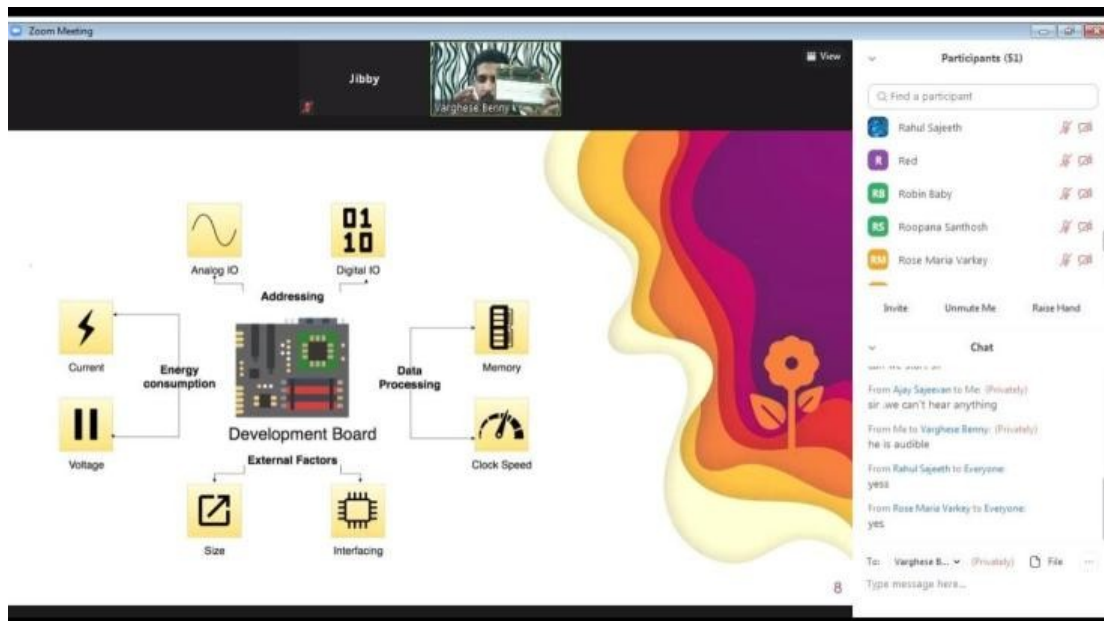 Zoom Meeting
Jibby
Varghese Benny
View
01
10
Analog IO
Digital IO
Addressing
Current
Energy
consumption
Voltage
Data
Processing
Memory
Clock Speed
Development Board
External Factors
Size
Interfacing
8
Participants (51)
Find a participant
Rahul Sajeeth
R
Red
RB
Robin Baby
RS
Roopana Santhosh
RM
Rose Maria Varkey
Invite
Unmute Me
Raise Hand
Chat
From Ajay Sajeevan to Me: (Privately)
sir .we can't hear anything
From Me to Varghese Benny: (Privately)
he is audible
From Rahul Sajeeth to Everyone:
yess
From Rose Maria Varkey to Everyone:
yes
To: Varghese B... (Privately) File ...
Type message here...